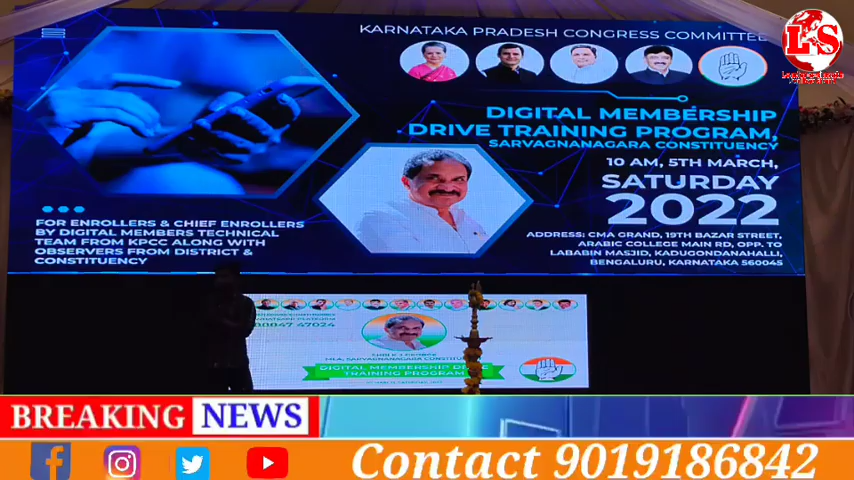 KARNATAKA PRADESH CONGRESS COMMITTEE
L&S
DIGITAL MEMBERSHIP
DRIVE TRAINING PROGRAM,
SARVAGNANAGARA CONSTITUENCY
10 AM, 5TH MARCH,
SATURDAY
2022
ADDRESS: CMA GRAND, 19TH BAZAR STREET,
ARABIC COLLEGE MAIN RD, OPP. TO
LABABIN MASJID, KADUGONDANAHALLI,
BENGALURU, KARNATAKA 560045
FOR ENROLLERS & CHIEF ENROLLERS
BY DIGITAL MEMBERS TECHNICAL
TEAM FROM KPCC ALONG WITH
OBSERVERS FROM DISTRICT &
CONSTITUENCY
47024
DIGITAL MEMBERSHIP DRIVE
TRAINING PROGRAM
BREAKING NEWS
Contact 9019186842